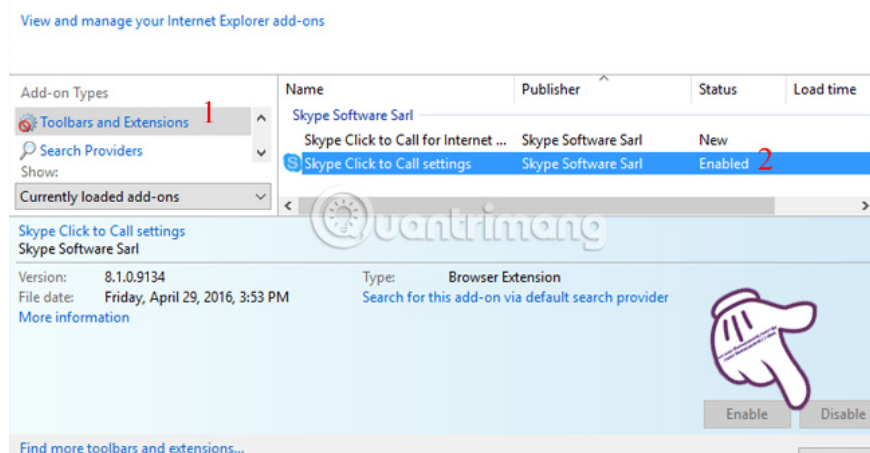 View and manage your Internet Explorer add-ons
Add-on Types
Toolbars and Extensions 1
Search Providers
Show:
Currently loaded add-ons
Name Publisher Status Load time
Skype Software Sarl
Skype Click to Call for Internet ... Skype Software Sarl New
Skype Click to Call settings Skype Software Sarl Enabled 2
Quantrimang
Skype Click to Call settings
Skype Software Sarl
Version: 8.1.0.9134
File date: Friday, April 29, 2016, 3:53 PM
More information
Type: Browser Extension
Search for this add-on via default search provider
Enable Disable
Find more toolbars and extensions...